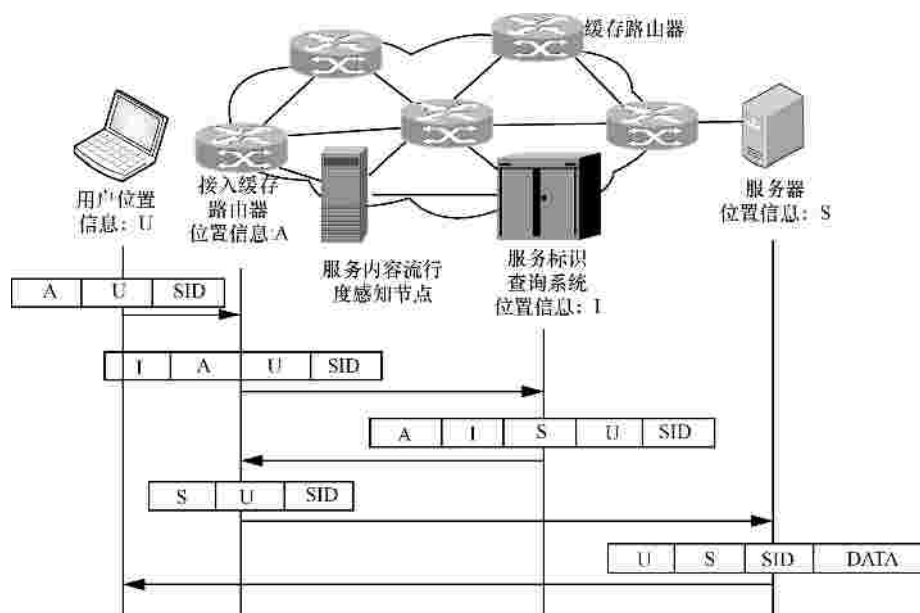 缓存路由器
用户位置
信息：U
接入缓存
路由器
位置信息:A
服务内容流行
度感知节点
服务标识
查询系统
位置信息：I
服务器
位置信息：S
A U SID
I A U SID
A I S U SID
S U SID
U S SID DATA